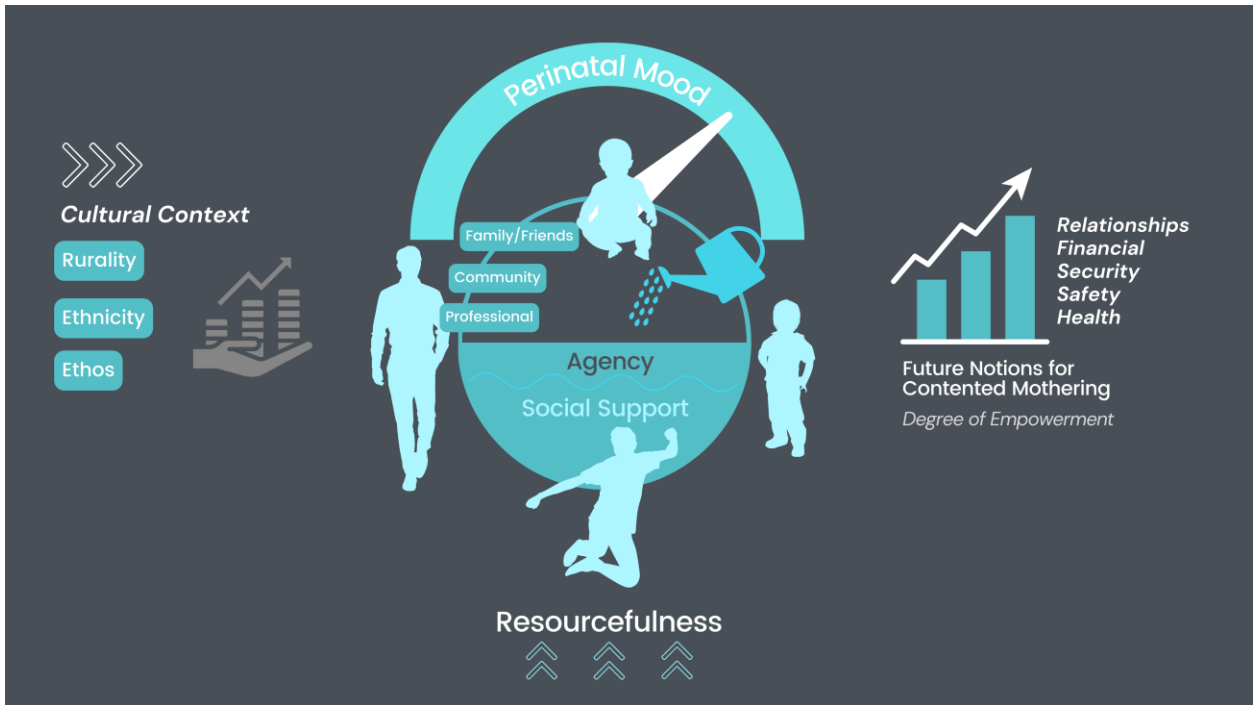 Perinatal Mood
Cultural Context
Rurality
Ethnicity
Ethos
Family/Friends
Community
Professional
Agency
Social Support
Resourcefulness
Relationships
Financial
Security
Safety
Health
Future Notions for
Contented Mothering
Degree of Empowerment